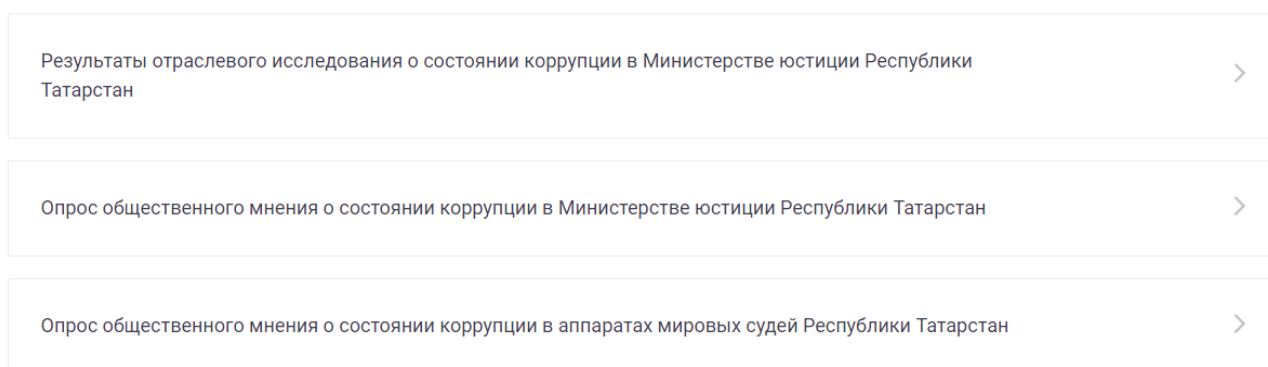 Результаты отраслевого исследования о состоянии коррупции в Министерстве юстиции Республики
Татарстан
Опрос общественного мнения о состоянии коррупции в Министерстве юстиции Республики Татарстан
Опрос общественного мнения о состоянии коррупции в аппаратах мировых судей Республики Татарстан